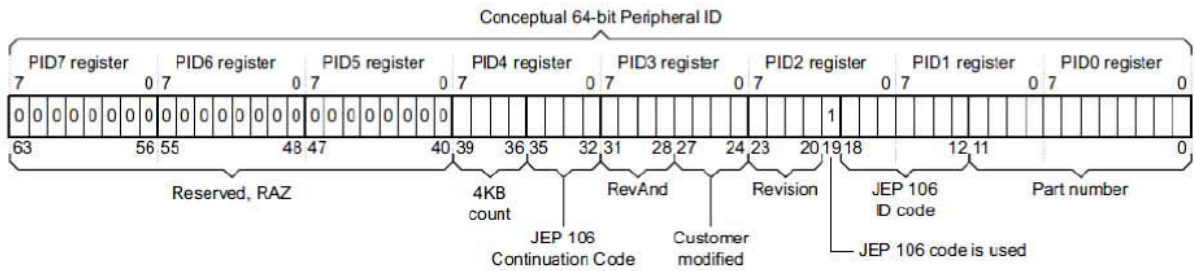 Conceptual 64-bit Peripheral ID
PID7 register PID6 register PID5 register PID4 register PID3 register PID2 register PID1 register PID0 register
7 0 7 0 7 0 7 0 7 0 7 0 7 0 7 0
0 0 0 0 0 0 0 0 0 0 0 0 0 0 0 0 0 0 0 0 0 0 0 0 1
63 56 55 48 47 40 39 36 35 32 31 28 27 24 23 20 19 18 12 11 0
Reserved, RAZ 4KB count RevAnd Revision JEP 106 ID code Part number
JEP 106 Continuation Code Customer modified JEP 106 code is used